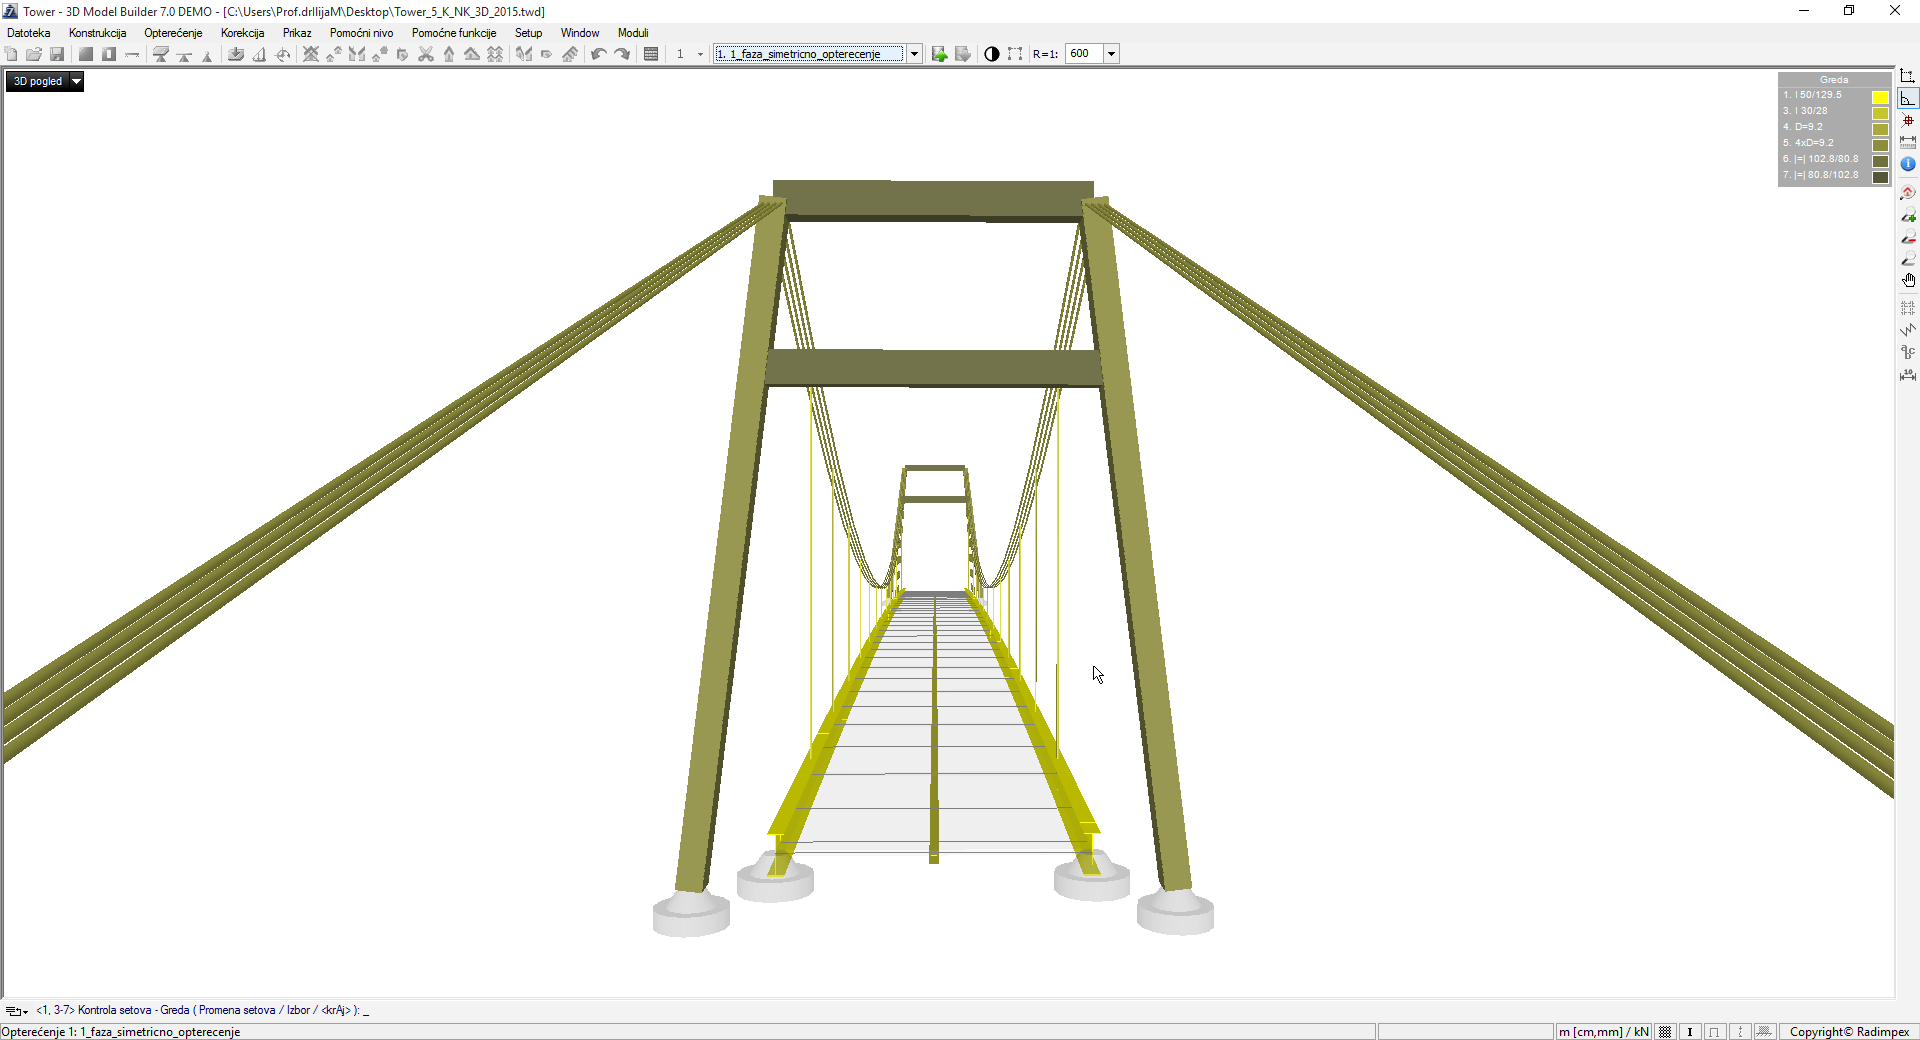 Tower - 3D Model Builder 7.0 DEMO - [C:\Users\Prof.drIlijaM\Desktop\Tower_5_K_NK_3D_2015.twd]
Datoteka Konstrukcija Opterećenje Korekcija Prikaz Pomoćni nivo Pomoćne funkcije Setup Window Moduli
1 1. 1_faza_simetricno_opterecenje R=1: 600
3D pogled
Greda
1. I 50/129.5
3. I 30/28
4. D=9.2
5. 4xD=9.2
6. |=| 102.8/80.8
7. |=| 80.8/102.8
<1, 3-7> Kontrola setova - Greda ( Promena setova / Izbor / <krAj> ): _
Opterećenje 1: 1_faza_simetricno_opterecenje
m [cm,mm] / kN
Copyright© Radimpex